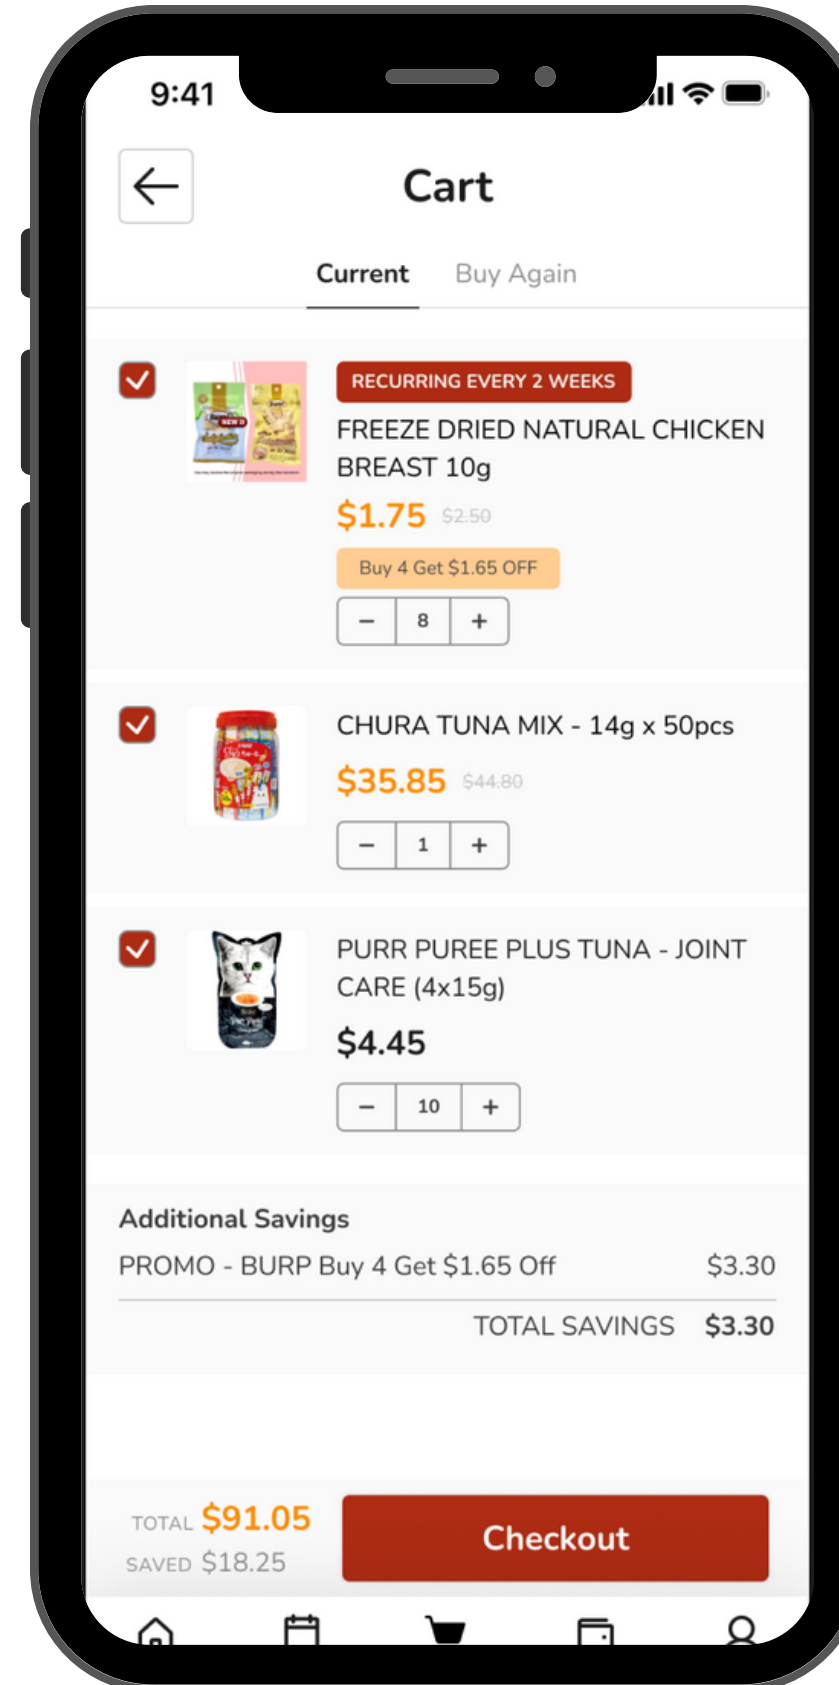 9:41
Cart
Current Buy Again
RECURRING EVERY 2 WEEKS
FREEZE DRIED NATURAL CHICKEN
BREAST 10g
$1.75 $2.50
Buy 4 Get $1.65 OFF
− 8 +
CHURA TUNA MIX - 14g x 50pcs
$35.85 $44.80
− 1 +
PURR PUREE PLUS TUNA - JOINT
CARE (4x15g)
$4.45
− 10 +
Additional Savings
PROMO - BURP Buy 4 Get $1.65 Off $3.30
TOTAL SAVINGS $3.30
TOTAL $91.05
SAVED $18.25
Checkout